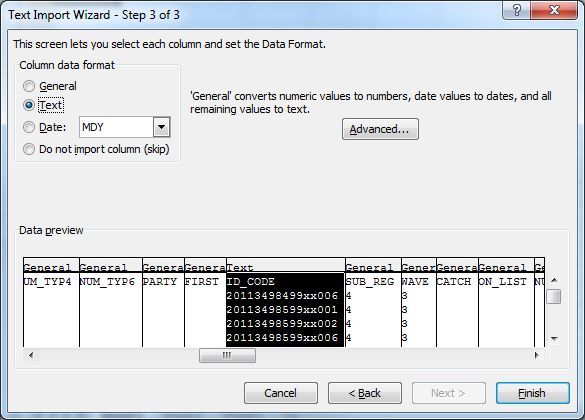 Text Import Wizard - Step 3 of 3
This screen lets you select each column and set the Data Format.
Column data format
General
Text
Date: MDY
Do not import column (skip)
'General' converts numeric values to numbers, date values to dates, and all
remaining values to text.
Advanced...
Data preview
General General Genera General Text General Gener General General Ge
UM_TYP4 NUM_TYP6 PARTY FIRST ID_CODE SUB_REG WAVE CATCH ON_LIST NU
20113498499xx006 4 3
20113498599xx001 4 3
20113498599xx002 4 3
20113498599xx006 4 3
Cancel < Back Next > Finish